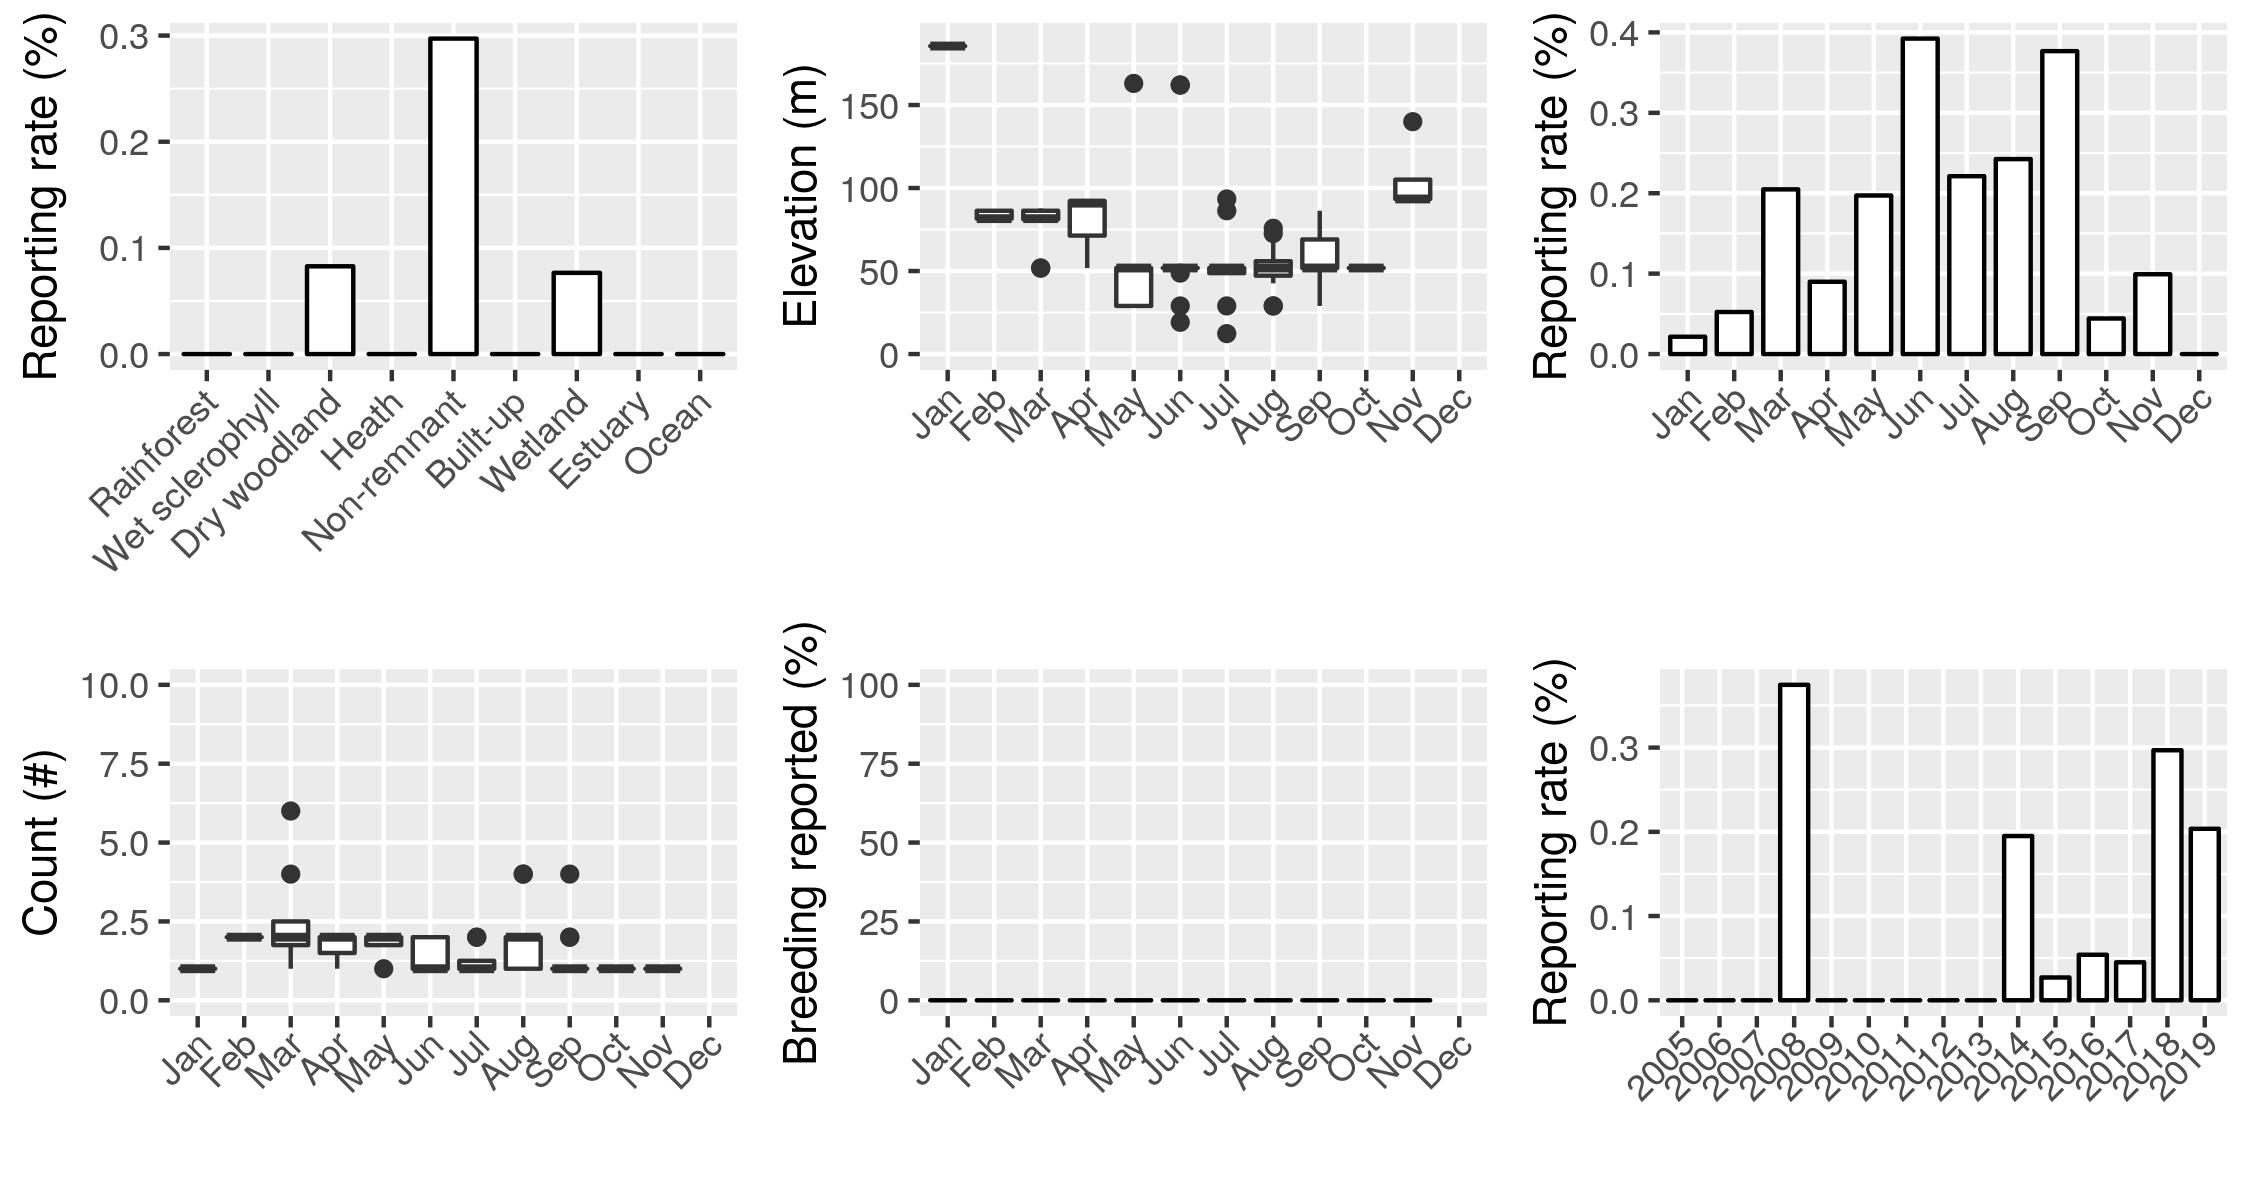 Reporting rate (%)
0.3
0.2
0.1
0.0
Rainforest
Wet sclerophyll
Dry woodland
Heath
Non-remnant
Built-up
Wetland
Estuary
Ocean
Elevation (m)
150
100
50
0
Jan
Feb
Mar
Apr
May
Jun
Jul
Aug
Sep
Oct
Nov
Dec
Reporting rate (%)
0.4
0.3
0.2
0.1
0.0
Jan
Feb
Mar
Apr
May
Jun
Jul
Aug
Sep
Oct
Nov
Dec
Count (#)
10.0
7.5
5.0
2.5
0.0
Jan
Feb
Mar
Apr
May
Jun
Jul
Aug
Sep
Oct
Nov
Dec
Breeding reported (%)
100
75
50
25
0
Jan
Feb
Mar
Apr
May
Jun
Jul
Aug
Sep
Oct
Nov
Dec
Reporting rate (%)
0.3
0.2
0.1
0.0
2005
2006
2007
2008
2009
2010
2011
2012
2013
2014
2015
2016
2017
2018
2019